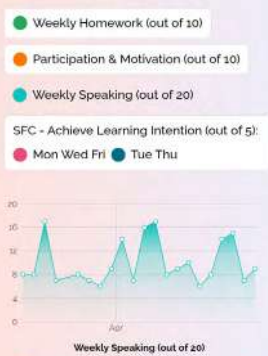 Weekly Homework (out of 10)
Participation & Motivation (out of 10)
Weekly Speaking (out of 20)
SFC - Achieve Learning Intention (out of 5):
Mon Wed Fri Tue Thu
20
16
12
8
4
0
Apr
Weekly Speaking (out of 20)